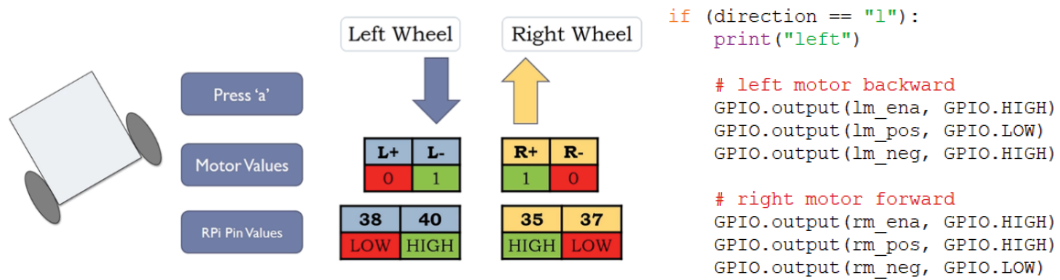 Left Wheel Right Wheel
Press 'a'
Motor Values
L+ L- R+ R-
0 1 1 0
RPi Pin Values
38 40 35 37
LOW HIGH HIGH LOW
if (direction == "l"):
    print("left")
    # left motor backward
    GPIO.output(lm_ena, GPIO.HIGH)
    GPIO.output(lm_pos, GPIO.LOW)
    GPIO.output(lm_neg, GPIO.HIGH)
    # right motor forward
    GPIO.output(rm_ena, GPIO.HIGH)
    GPIO.output(rm_pos, GPIO.HIGH)
    GPIO.output(rm_neg, GPIO.LOW)